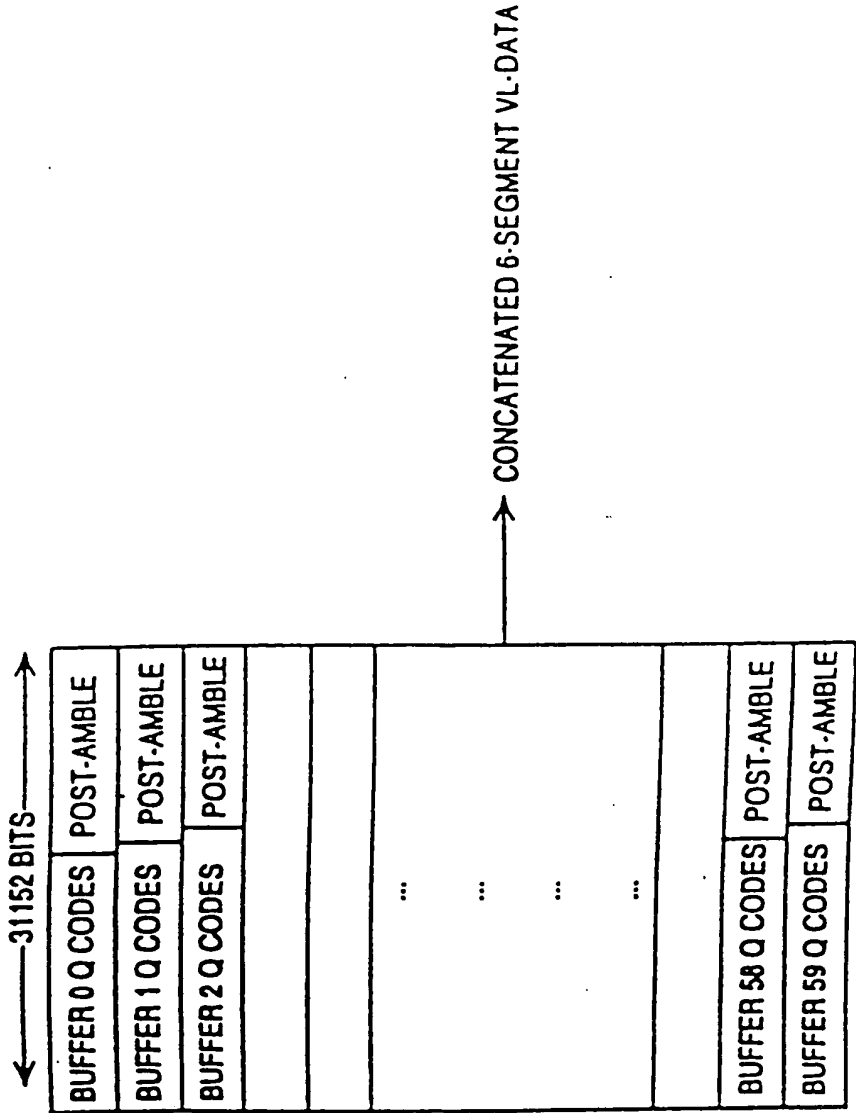 31152 BITS
BUFFER 0 Q CODES POST-AMBLE
BUFFER 1 Q CODES POST-AMBLE
BUFFER 2 Q CODES POST-AMBLE
...
...
...
...
BUFFER 58 Q CODES POST-AMBLE
BUFFER 59 Q CODES POST-AMBLE
CONCATENATED 6-SEGMENT VL-DATA